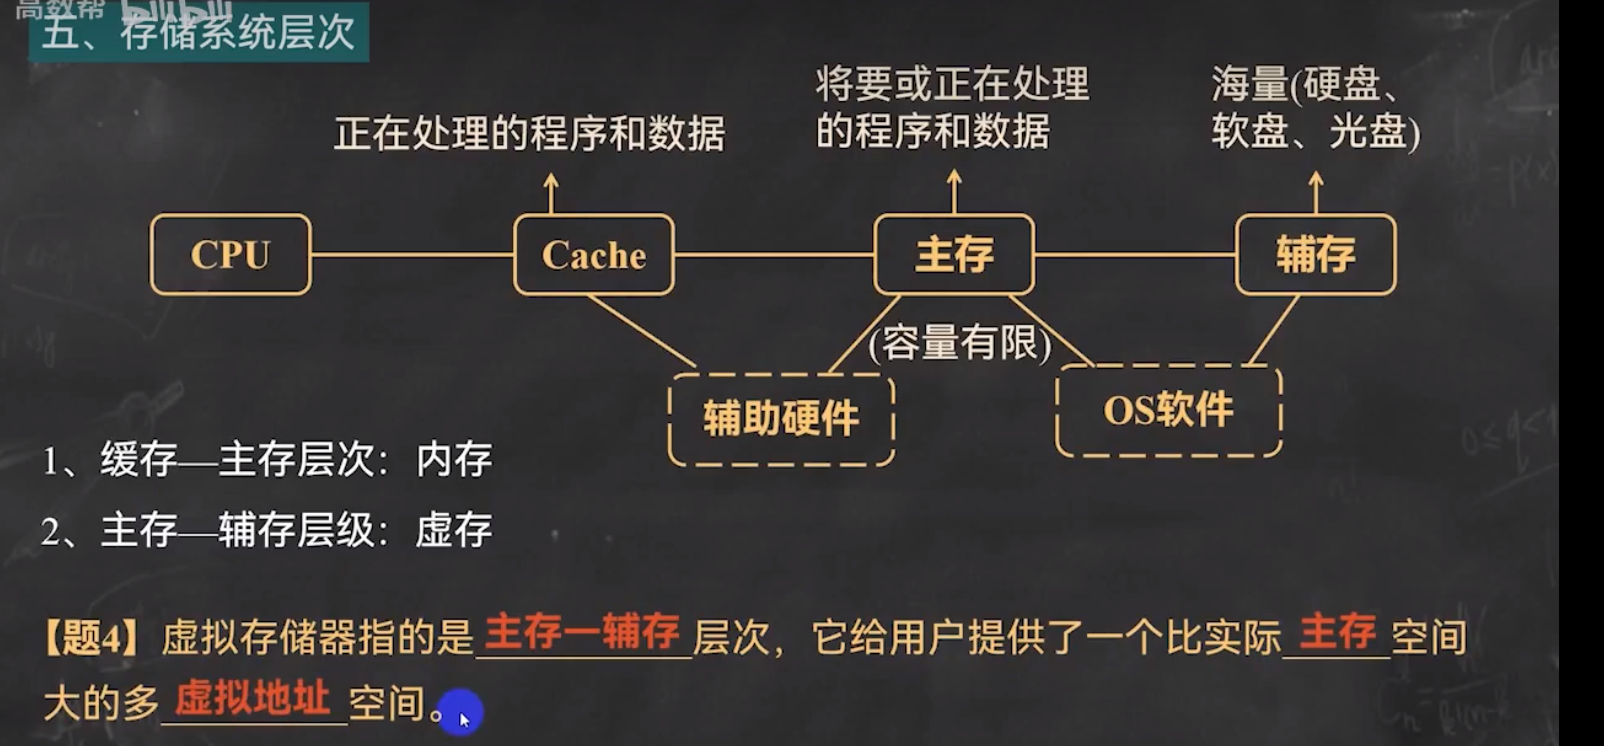 高数帮 bilibili
五、存储系统层次
正在处理的程序和数据
将要或正在处理
的程序和数据
海量(硬盘、
软盘、光盘)
CPU
Cache
主存
辅存
(容量有限)
辅助硬件
OS软件
1、缓存—主存层次：内存
2、主存—辅存层级：虚存
【题4】虚拟存储器指的是主存—辅存层次，它给用户提供了一个比实际主存空间
大的多虚拟地址空间。